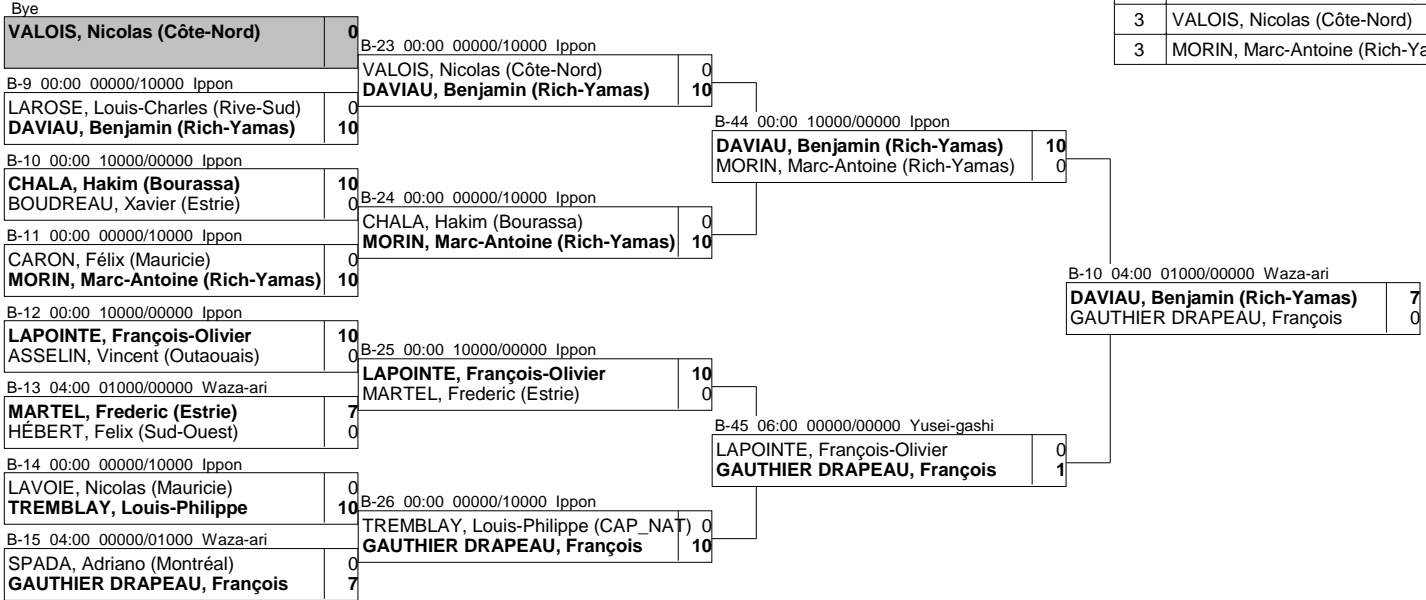 Bye
VALOIS, Nicolas (Côte-Nord) 0
B-9 00:00 00000/10000 Ippon
LAROSE, Louis-Charles (Rive-Sud) 0
DAVIAU, Benjamin (Rich-Yamas) 10
B-10 00:00 10000/00000 Ippon
CHALA, Hakim (Bourassa) 10
BOUDREAU, Xavier (Estrie) 0
B-11 00:00 00000/10000 Ippon
CARON, Félix (Mauricie) 0
MORIN, Marc-Antoine (Rich-Yamas) 10
B-12 00:00 10000/00000 Ippon
LAPOINTE, François-Olivier 10
ASSELIN, Vincent (Outaouais) 0
B-13 04:00 01000/00000 Waza-ari
MARTEL, Frederic (Estrie) 7
HÉBERT, Felix (Sud-Ouest) 0
B-14 00:00 00000/10000 Ippon
LAVOIE, Nicolas (Mauricie) 0
TREMBLAY, Louis-Philippe 10
B-15 04:00 00000/01000 Waza-ari
SPADA, Adriano (Montréal) 0
GAUTHIER DRAPEAU, François 7
B-23 00:00 00000/10000 Ippon
VALOIS, Nicolas (Côte-Nord) 0
DAVIAU, Benjamin (Rich-Yamas) 10
B-24 00:00 00000/10000 Ippon
CHALA, Hakim (Bourassa) 0
MORIN, Marc-Antoine (Rich-Yamas) 10
B-25 00:00 10000/00000 Ippon
LAPOINTE, François-Olivier 10
MARTEL, Frederic (Estrie) 0
B-26 00:00 00000/10000 Ippon
TREMBLAY, Louis-Philippe (CAP_NAT) 0
GAUTHIER DRAPEAU, François 10
B-44 00:00 10000/00000 Ippon
DAVIAU, Benjamin (Rich-Yamas) 10
MORIN, Marc-Antoine (Rich-Yamas) 0
B-45 06:00 00000/00000 Yusei-gashi
LAPOINTE, François-Olivier 0
GAUTHIER DRAPEAU, François 1
B-10 04:00 01000/00000 Waza-ari
DAVIAU, Benjamin (Rich-Yamas) 7
GAUTHIER DRAPEAU, François 0
3 VALOIS, Nicolas (Côte-Nord)
3 MORIN, Marc-Antoine (Rich-Ya